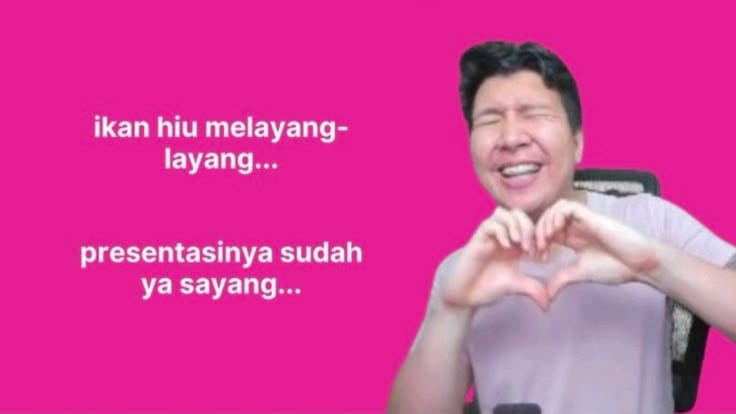 ikan hiu melayang-
layang...
presentasinya sudah
ya sayang...